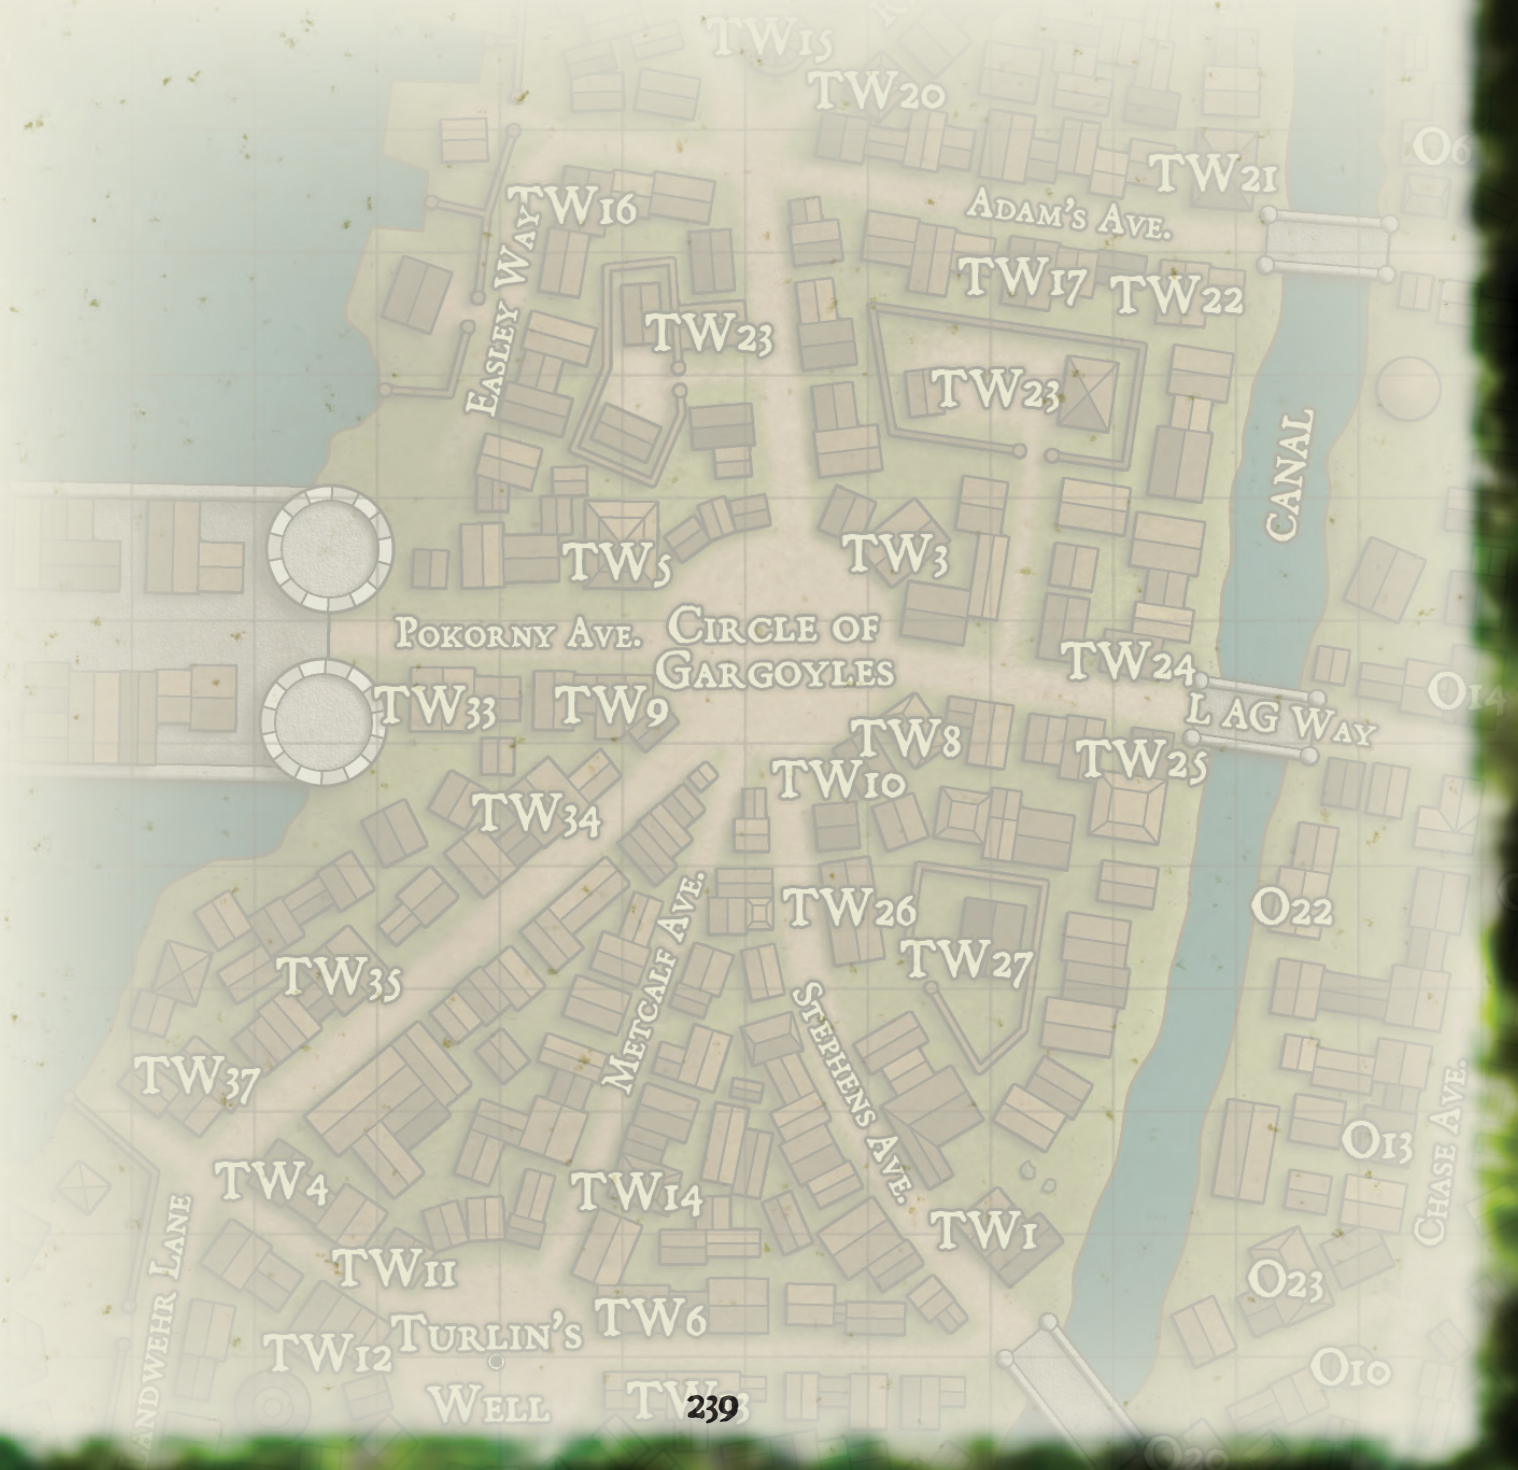 TW15
TW20
O6
TW21
TW16
Adam's Ave.
Easley Way
TW17
TW22
TW23
TW23
Canal
TW5
TW3
Pokorny Ave.
Circle of
Gargoyles
TW24
O14
TW33
TW9
L AG Way
TW8
TW25
TW10
TW34
Metcalf Ave.
TW26
O22
TW27
TW35
Stephens Ave.
TW37
Chase Ave.
O13
TW4
TW14
TW1
TW11
O23
andwehr Lane
TW6
Turlin's
TW12
O10
Well
239
O20